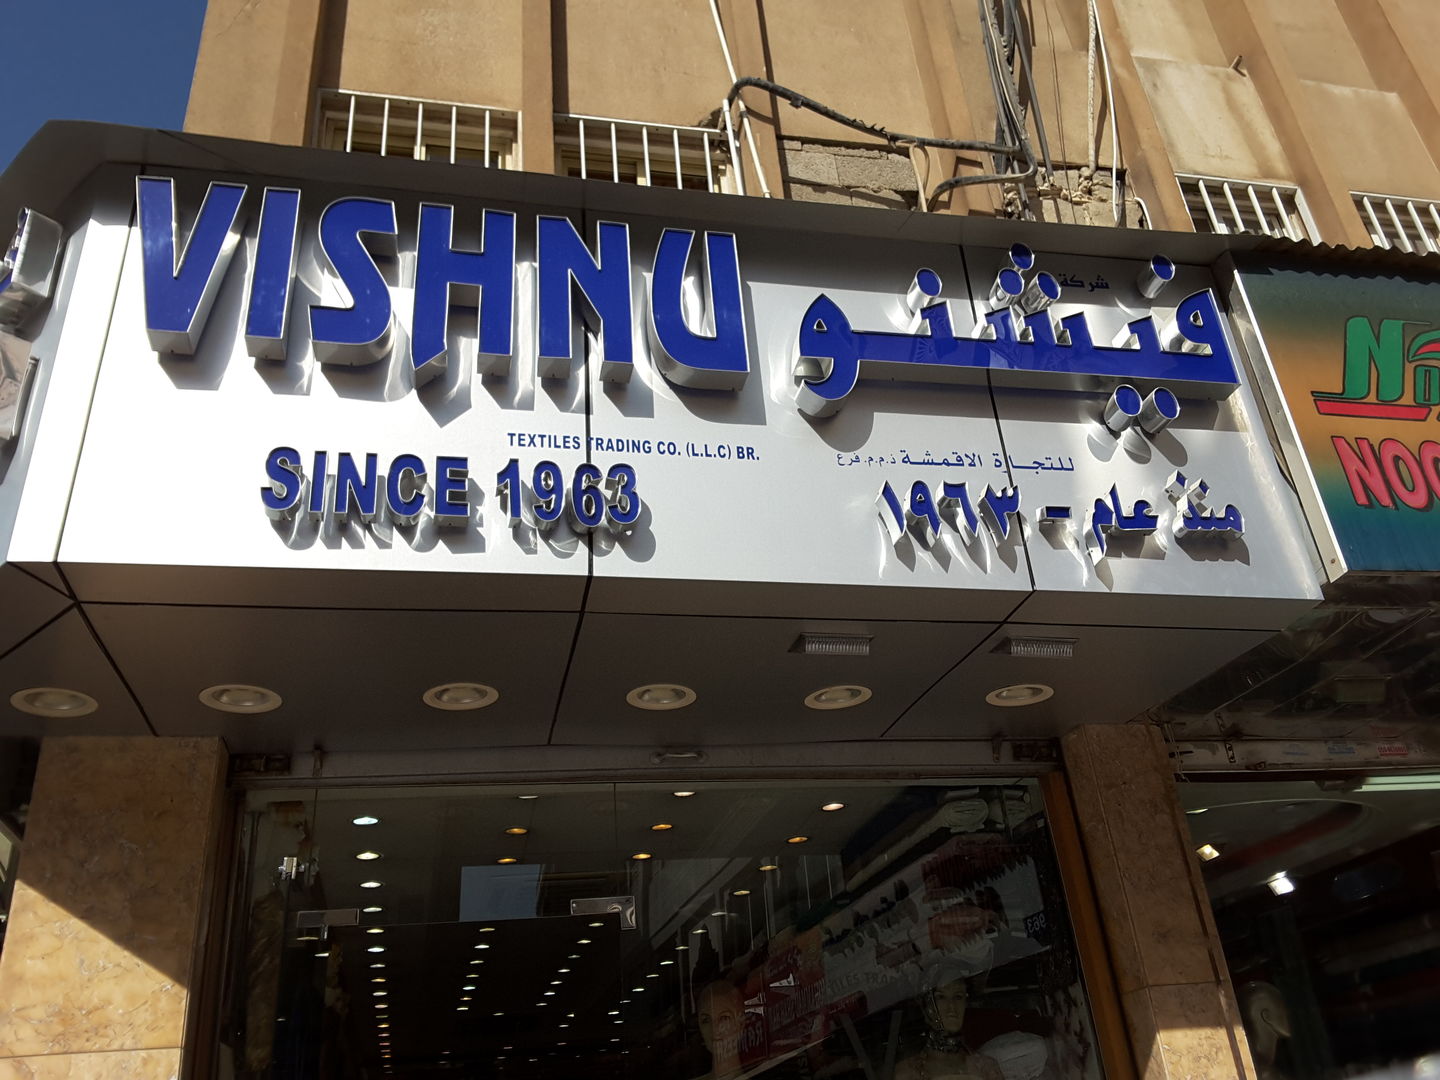 VISHNU
TEXTILES TRADING CO. (L.L.C) BR.
SINCE 1963
شركة
فيشنو
للتجارة الاقمشة ذ.م.م. فرع
منذ عام - ١٩٦٣